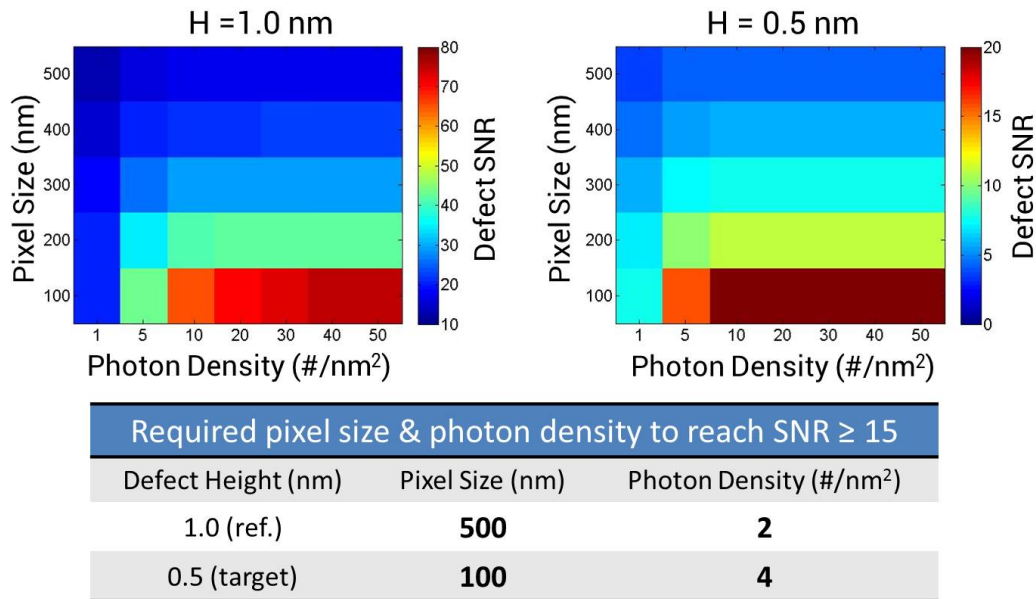 H =1.0 nm
Pixel Size (nm)
500
400
300
200
100
1 5 10 20 30 40 50
Photon Density (#/nm²)
80
70
60
50
40
30
20
10
Defect SNR
H = 0.5 nm
Pixel Size (nm)
500
400
300
200
100
1 5 10 20 30 40 50
Photon Density (#/nm²)
20
15
10
5
0
Defect SNR
Required pixel size & photon density to reach SNR ≥ 15
Defect Height (nm) Pixel Size (nm) Photon Density (#/nm²)
1.0 (ref.) 500 2
0.5 (target) 100 4